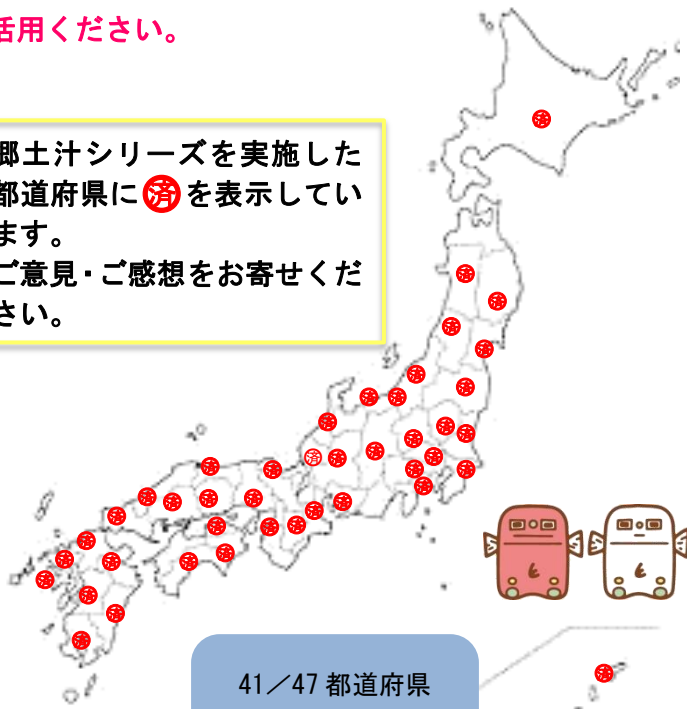 活用ください。
郷土汁シリーズを実施した
都道府県に済を表示してい
ます。
ご意見・ご感想をお寄せくだ
さい。
41／47 都道府県